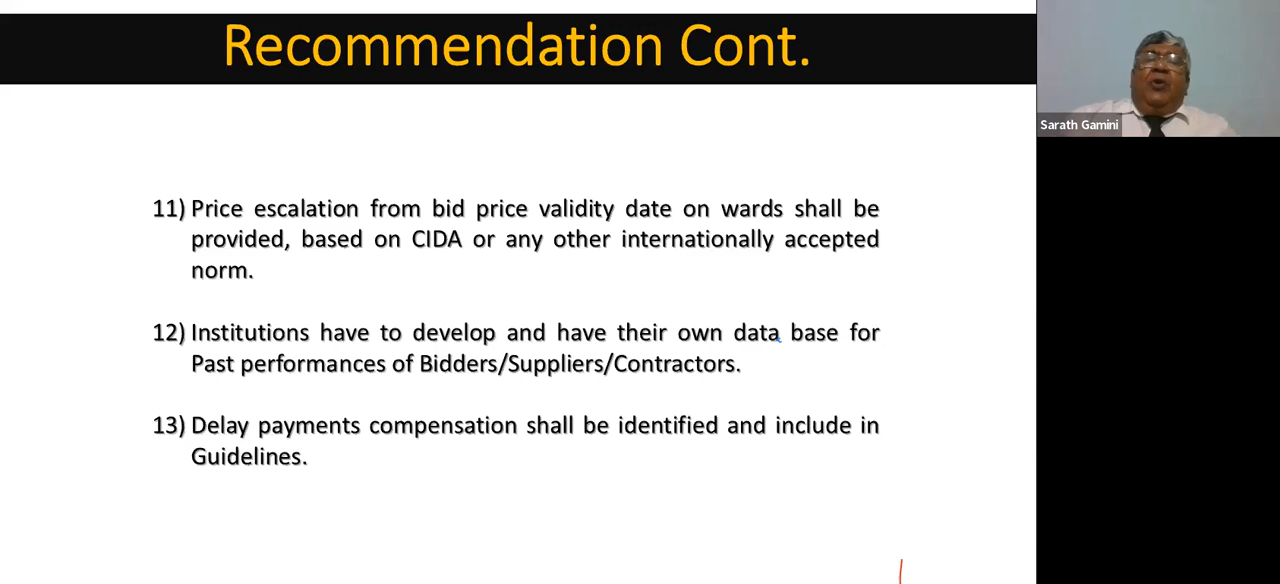 Recommendation Cont.
Sarath Gamini
11) Price escalation from bid price validity date on wards shall be
provided, based on CIDA or any other internationally accepted
norm.
12) Institutions have to develop and have their own data base for
Past performances of Bidders/Suppliers/Contractors.
13) Delay payments compensation shall be identified and include in
Guidelines.